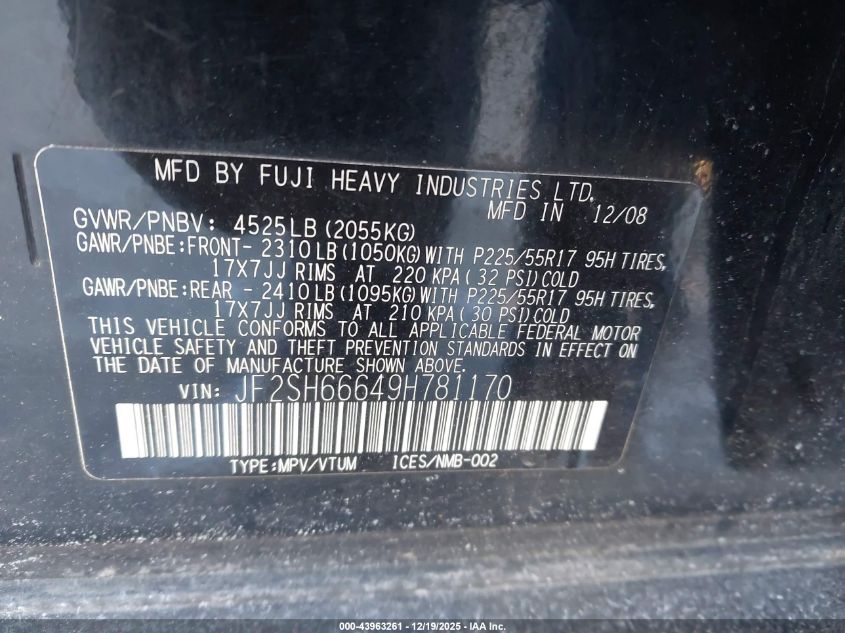 MFD BY FUJI HEAVY INDUSTRIES LTD.
MFD IN 12/08
GVWR/PNBV: 4525LB(2055KG)
GAWR/PNBE:FRONT- 2310LB(1050KG)WITH P225/55R17 95H TIRES,
17X7JJ RIMS AT 220 KPA(32 PSI)COLD
GAWR/PNBE:REAR - 2410LB(1095KG)WITH P225/55R17 95H TIRES,
17X7JJ RIMS AT 210 KPA(30 PSI)COLD
THIS VEHICLE CONFORMS TO ALL APPLICABLE FEDERAL MOTOR
VEHICLE SAFETY AND THEFT PREVENTION STANDARDS IN EFFECT ON
THE DATE OF MANUFACTURE SHOWN ABOVE.
VIN: JF2SH66649H781170
TYPE:MPV/VTUM ICES/NMB-002
000-43963261 - 12/19/2025 - IAA Inc.